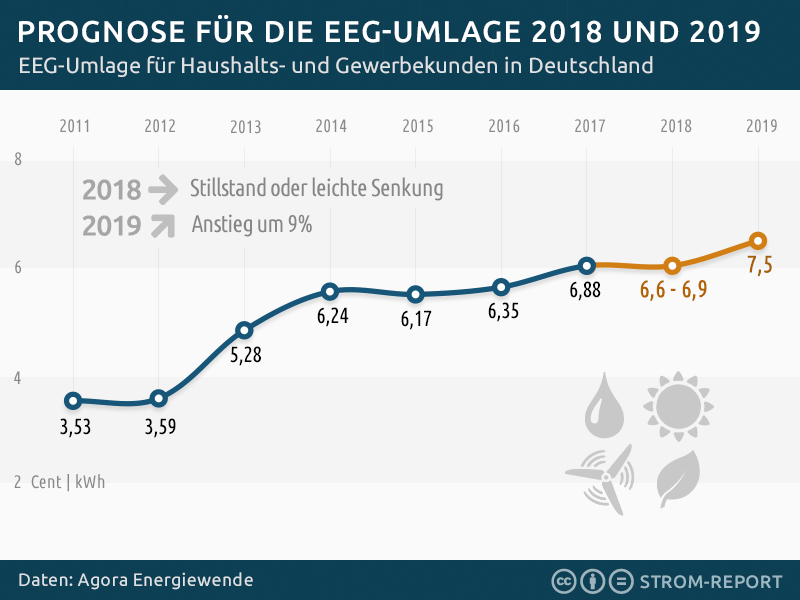 PROGNOSE FÜR DIE EEG-UMLAGE 2018 UND 2019
EEG-Umlage für Haushalts- und Gewerbekunden in Deutschland
2011 2012 2013 2014 2015 2016 2017 2018 2019
8
2018 Stillstand oder leichte Senkung
2019 Anstieg um 9%
6
7,5
6,88 6,6 - 6,9
6,24 6,17 6,35
5,28
4
3,53 3,59
2 Cent | kWh
Daten: Agora Energiewende
cc STROM-REPORT